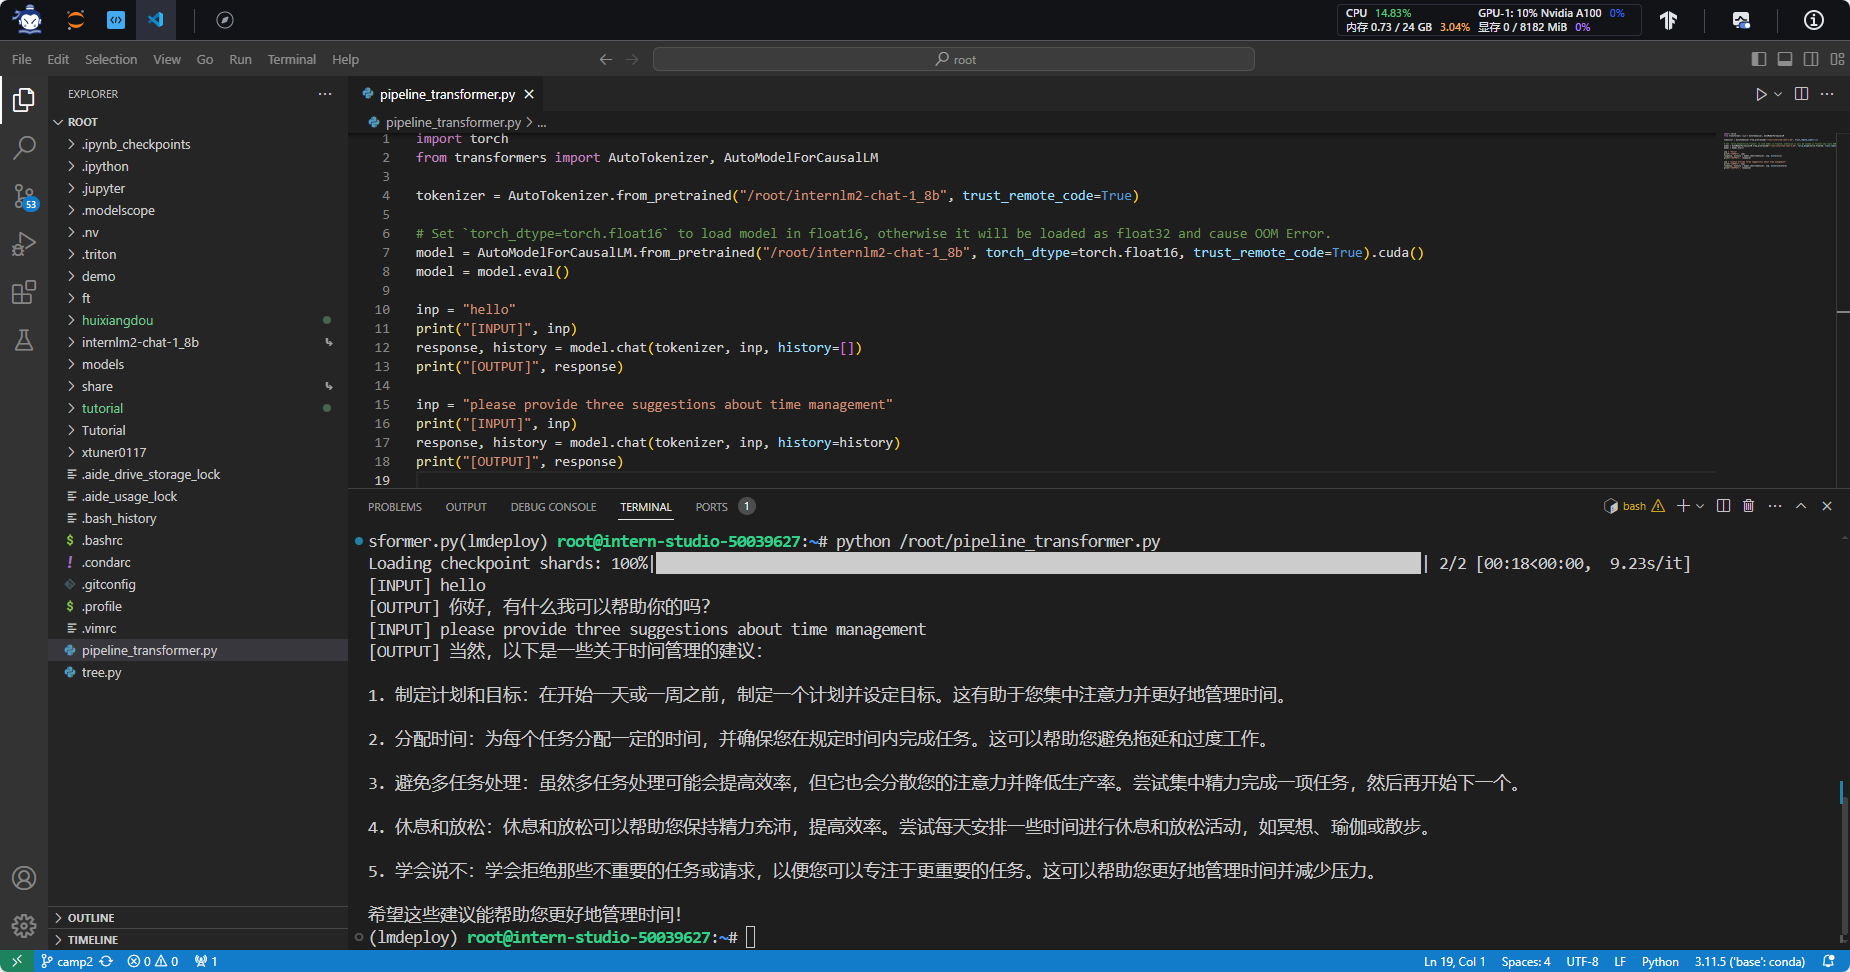 CPU 14.83% GPU-1: 10% Nvidia A100 0%
内存 0.73 / 24 GB 3.04% 显存 0 / 8182 MiB 0%
File Edit Selection View Go Run Terminal Help
root
EXPLORER
ROOT
.ipynb_checkpoints
.ipython
.jupyter
.modelscope
.nv
.triton
demo
ft
huixiangdou
internlm2-chat-1_8b
models
share
tutorial
Tutorial
xtuner0117
.aide_drive_storage_lock
.aide_usage_lock
.bash_history
.bashrc
.condarc
.gitconfig
.profile
.vimrc
pipeline_transformer.py
tree.py
OUTLINE
TIMELINE
53
pipeline_transformer.py
pipeline_transformer.py > ...
1 import torch
2 from transformers import AutoTokenizer, AutoModelForCausalLM
3
4 tokenizer = AutoTokenizer.from_pretrained("/root/internlm2-chat-1_8b", trust_remote_code=True)
5
6 # Set `torch_dtype=torch.float16` to load model in float16, otherwise it will be loaded as float32 and cause OOM Error.
7 model = AutoModelForCausalLM.from_pretrained("/root/internlm2-chat-1_8b", torch_dtype=torch.float16, trust_remote_code=True).cuda()
8 model = model.eval()
9
10 inp = "hello"
11 print("[INPUT]", inp)
12 response, history = model.chat(tokenizer, inp, history=[])
13 print("[OUTPUT]", response)
14
15 inp = "please provide three suggestions about time management"
16 print("[INPUT]", inp)
17 response, history = model.chat(tokenizer, inp, history=history)
18 print("[OUTPUT]", response)
19
PROBLEMS OUTPUT DEBUG CONSOLE TERMINAL PORTS 1
bash
sformer.py(lmdeploy) root@intern-studio-50039627:~# python /root/pipeline_transformer.py
Loading checkpoint shards: 100%| | 2/2 [00:18<00:00, 9.23s/it]
[INPUT] hello
[OUTPUT] 你好，有什么我可以帮助你的吗？
[INPUT] please provide three suggestions about time management
[OUTPUT] 当然，以下是一些关于时间管理的建议：
1. 制定计划和目标：在开始一天或一周之前，制定一个计划并设定目标。这有助于您集中注意力并更好地管理时间。
2. 分配时间：为每个任务分配一定的时间，并确保您在规定时间内完成任务。这可以帮助您避免拖延和过度工作。
3. 避免多任务处理：虽然多任务处理可能会提高效率，但它也会分散您的注意力并降低生产率。尝试集中精力完成一项任务，然后再开始下一个。
4. 休息和放松：休息和放松可以帮助您保持精力充沛，提高效率。尝试每天安排一些时间进行休息和放松活动，如冥想、瑜伽或散步。
5. 学会说不：学会拒绝那些不重要的任务或请求，以便您可以专注于更重要的任务。这可以帮助您更好地管理时间并减少压力。
希望这些建议能帮助您更好地管理时间！
(lmdeploy) root@intern-studio-50039627:~#
camp2 0 0 1 Ln 19, Col 1 Spaces: 4 UTF-8 LF Python 3.11.5 ('base': conda)